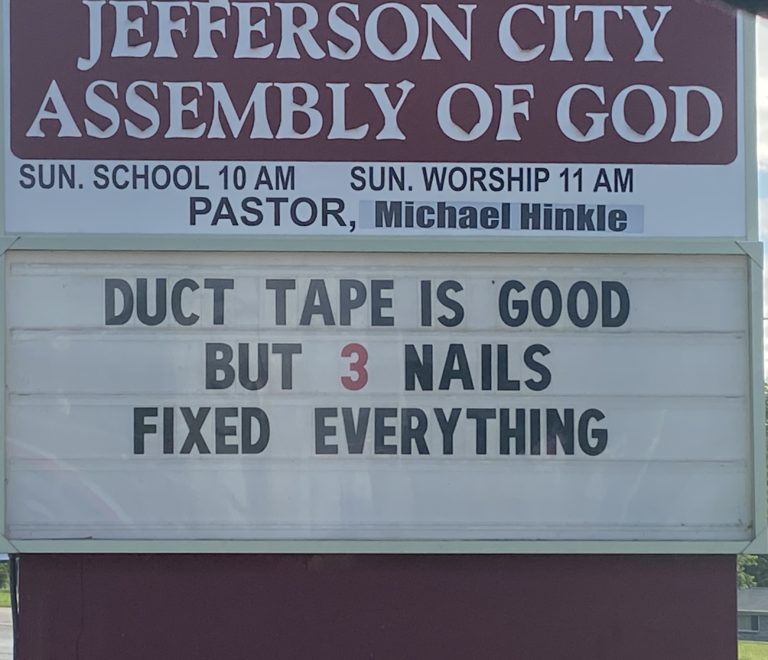 JEFFERSON CITY
ASSEMBLY OF GOD
SUN. SCHOOL 10 AM SUN. WORSHIP 11 AM
PASTOR, Michael Hinkle
DUCT TAPE IS GOOD
BUT 3 NAILS
FIXED EVERYTHING